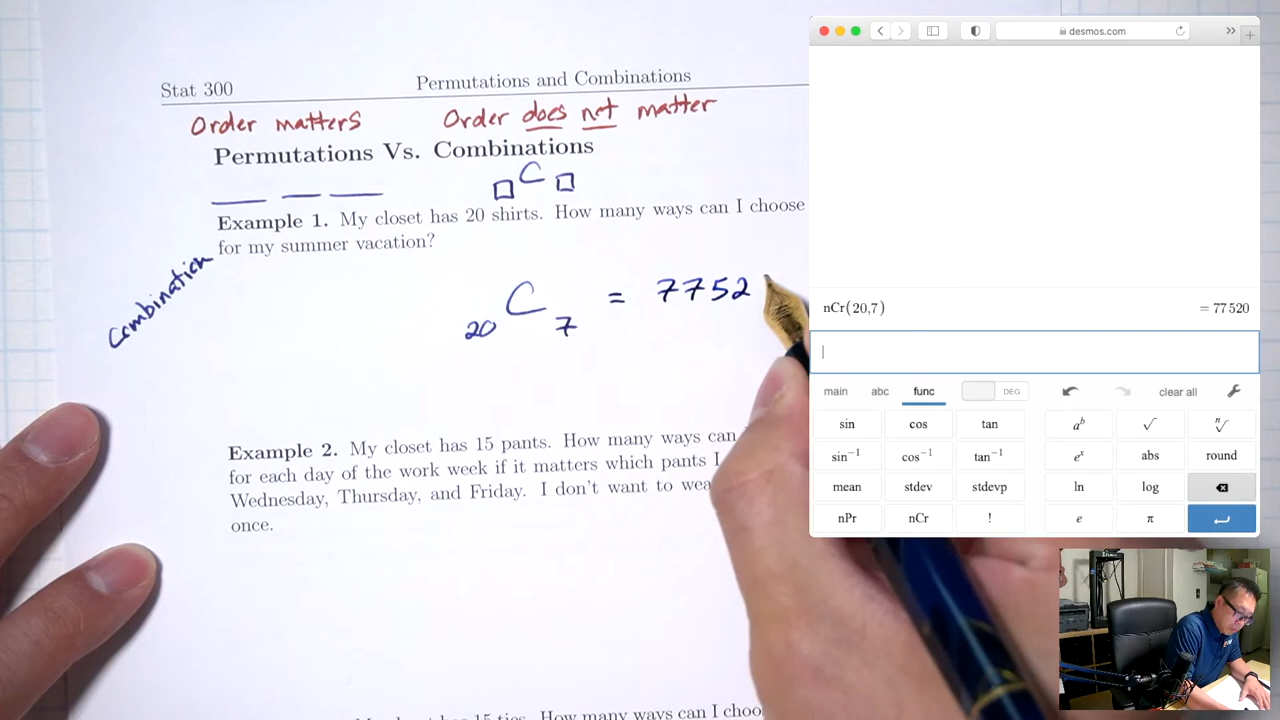 Stat 300
Permutations and Combinations
Order matters
Order does not matter
Permutations Vs. Combinations
C
Example 1. My closet has 20 shirts. How many ways can I choose
for my summer vacation?
Combination
20 C 7 = 7752
Example 2. My closet has 15 pants. How many ways can
for each day of the work week if it matters which pants I
Wednesday, Thursday, and Friday. I don't want to wea
once.
has 15 ties. How many ways can I choo
desmos.com
nCr(20,7)
= 77520
main abc func DEG clear all
sin cos tan a^b √ ⁿ√
sin⁻¹ cos⁻¹ tan⁻¹ eˣ abs round
mean stdev stdevp ln log
nPr nCr ! e π